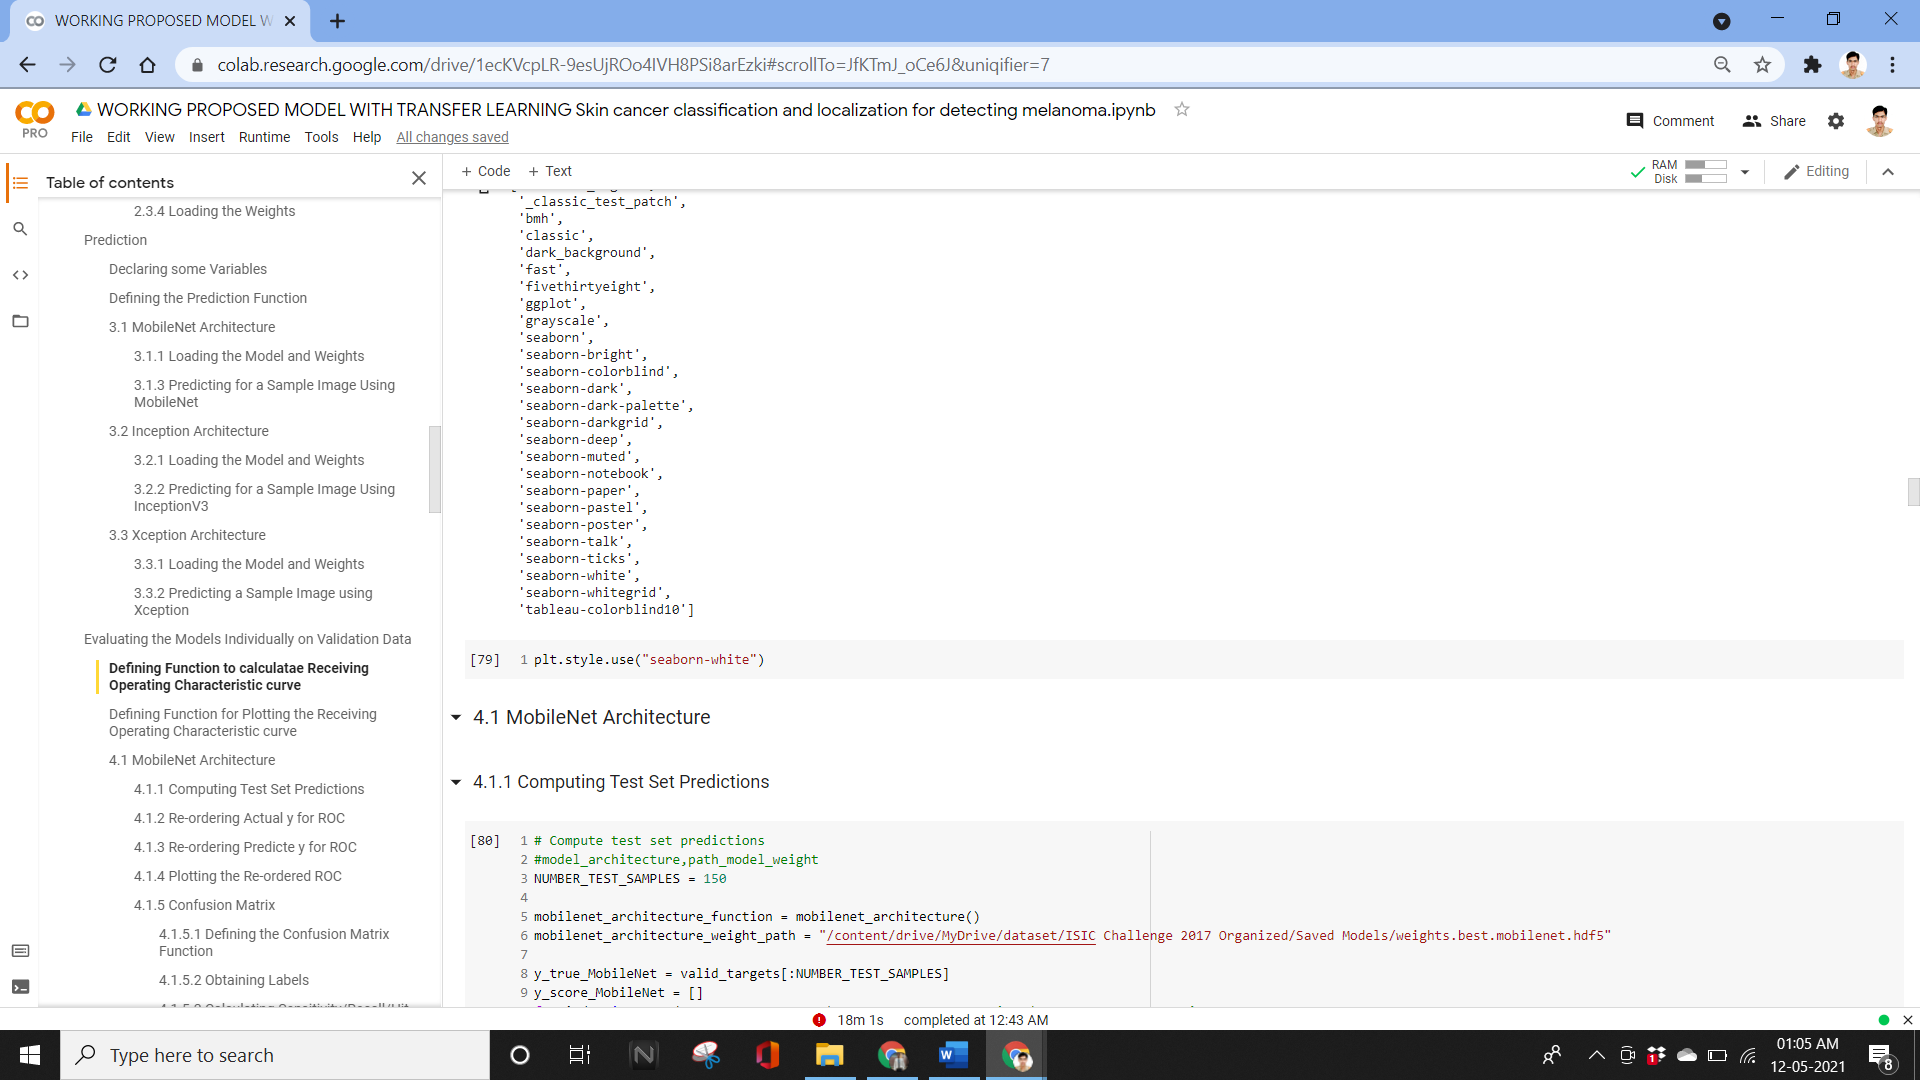 WORKING PROPOSED MODEL W
colab.research.google.com/drive/1ecKVcpLR-9esUjROo4IVH8PSi8arEzki#scrollTo=JfKTmJ_oCe6J&uniqifier=7
PRO
WORKING PROPOSED MODEL WITH TRANSFER LEARNING Skin cancer classification and localization for detecting melanoma.ipynb
File Edit View Insert Runtime Tools Help All changes saved
Comment Share
Table of contents
2.3.4 Loading the Weights
Prediction
Declaring some Variables
Defining the Prediction Function
3.1 MobileNet Architecture
3.1.1 Loading the Model and Weights
3.1.3 Predicting for a Sample Image Using
MobileNet
3.2 Inception Architecture
3.2.1 Loading the Model and Weights
3.2.2 Predicting for a Sample Image Using
InceptionV3
3.3 Xception Architecture
3.3.1 Loading the Model and Weights
3.3.2 Predicting a Sample Image using
Xception
Evaluating the Models Individually on Validation Data
Defining Function to calculatae Receiving
Operating Characteristic curve
Defining Function for Plotting the Receiving
Operating Characteristic curve
4.1 MobileNet Architecture
4.1.1 Computing Test Set Predictions
4.1.2 Re-ordering Actual y for ROC
4.1.3 Re-ordering Predicte y for ROC
4.1.4 Plotting the Re-ordered ROC
4.1.5 Confusion Matrix
4.1.5.1 Defining the Confusion Matrix
Function
4.1.5.2 Obtaining Labels
+ Code + Text
RAM
Disk
Editing
'_classic_test_patch',
'bmh',
'classic',
'dark_background',
'fast',
'fivethirtyeight',
'ggplot',
'grayscale',
'seaborn',
'seaborn-bright',
'seaborn-colorblind',
'seaborn-dark',
'seaborn-dark-palette',
'seaborn-darkgrid',
'seaborn-deep',
'seaborn-muted',
'seaborn-notebook',
'seaborn-paper',
'seaborn-pastel',
'seaborn-poster',
'seaborn-talk',
'seaborn-ticks',
'seaborn-white',
'seaborn-whitegrid',
'tableau-colorblind10']
[79] 1 plt.style.use("seaborn-white")
4.1 MobileNet Architecture
4.1.1 Computing Test Set Predictions
[80] 1 # Compute test set predictions
2 #model_architecture,path_model_weight
3 NUMBER_TEST_SAMPLES = 150
4
5 mobilenet_architecture_function = mobilenet_architecture()
6 mobilenet_architecture_weight_path = "/content/drive/MyDrive/dataset/ISIC Challenge 2017 Organized/Saved Models/weights.best.mobilenet.hdf5"
7
8 y_true_MobileNet = valid_targets[:NUMBER_TEST_SAMPLES]
9 y_score_MobileNet = []
18m 1s completed at 12:43 AM
Type here to search
01:05 AM
12-05-2021
8